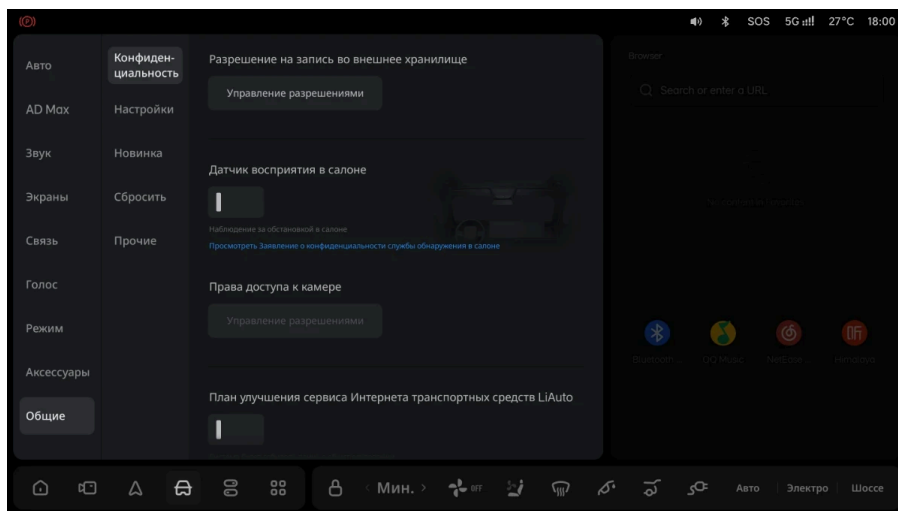 SOS 5G 27°C 18:00
Авто
AD Max
Звук
Экраны
Связь
Голос
Режим
Аксессуары
Общие
Конфиден-
циальность
Настройки
Новинка
Сбросить
Прочие
Разрешение на запись во внешнее хранилище
Управление разрешениями
Датчик восприятия в салоне
Наблюдение за обстановкой в салоне
Просмотреть Заявление о конфиденциальности службы обнаружения в салоне
Права доступа к камере
Управление разрешениями
План улучшения сервиса Интернета транспортных средств LiAuto
Browser
Search or enter a URL
Bluetooth
QQ Music
NetEase
< Мин. >
OFF
Авто
Электро
Шоссе